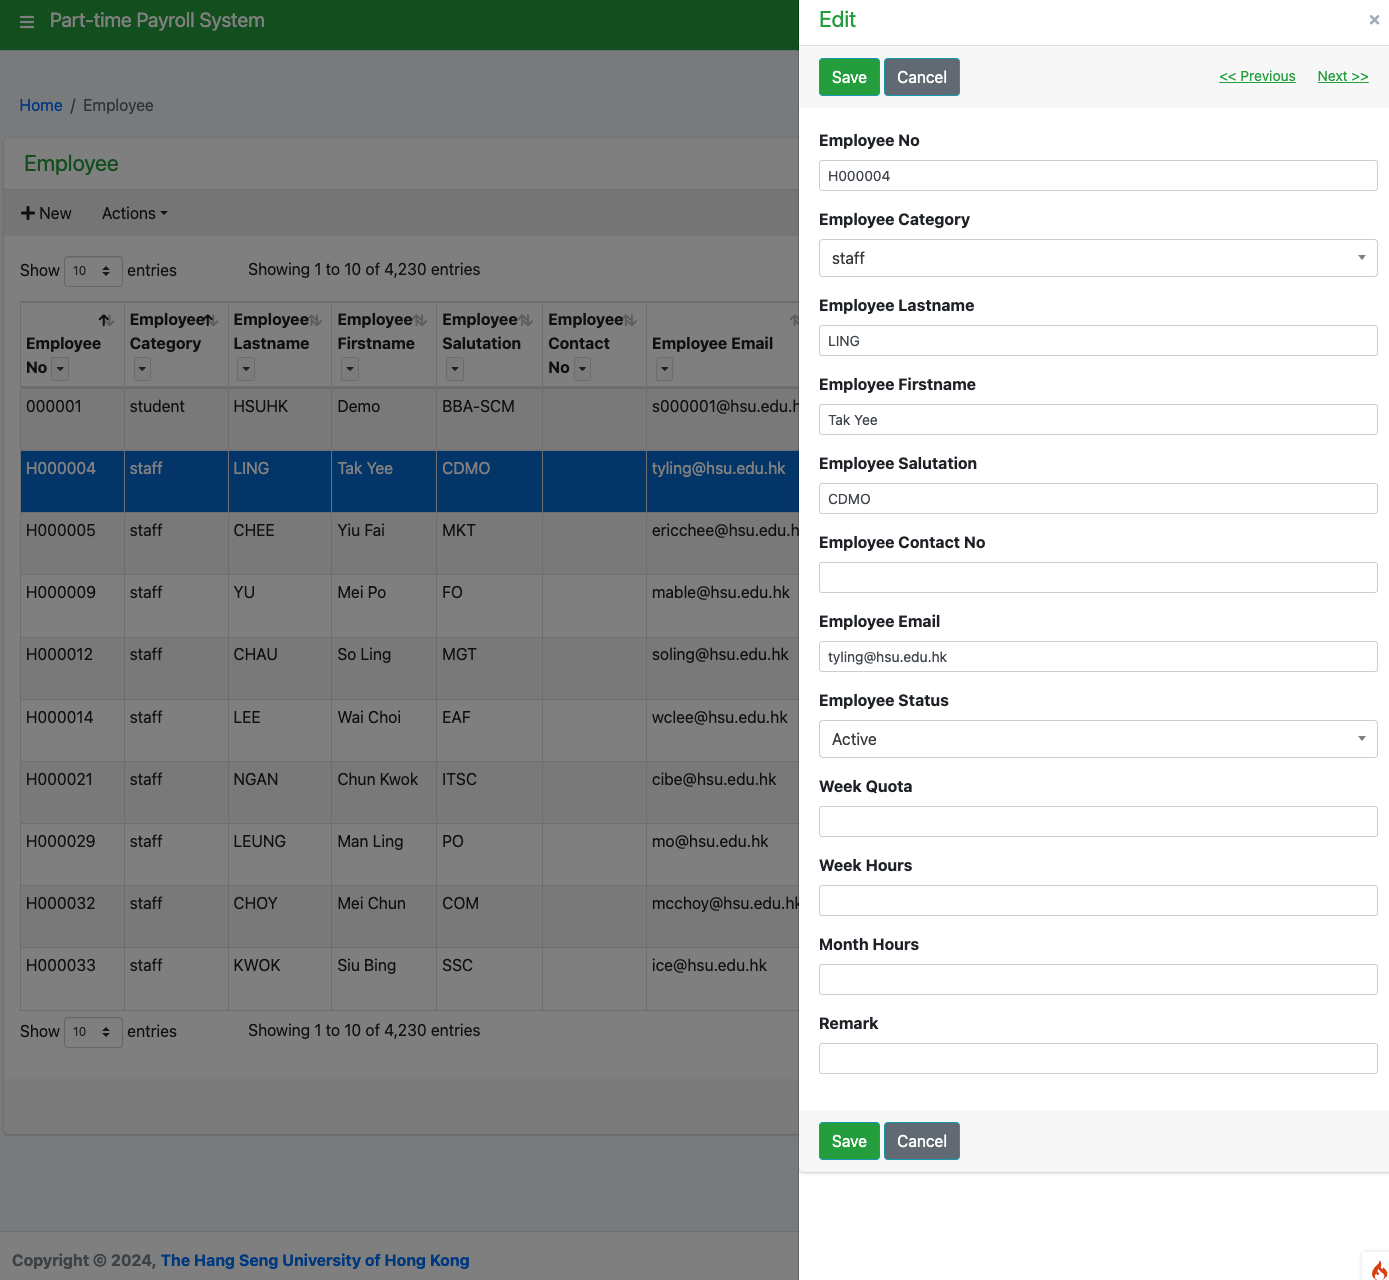 Part-time Payroll System
Home / Employee
Employee
New Actions
Show 10 entries Showing 1 to 10 of 4,230 entries
Employee No Employee Category Employee Lastname Employee Firstname Employee Salutation Employee Contact No Employee Email
000001 student HSUHK Demo BBA-SCM s000001@hsu.edu.h
H000004 staff LING Tak Yee CDMO tyling@hsu.edu.hk
H000005 staff CHEE Yiu Fai MKT ericchee@hsu.edu.h
H000009 staff YU Mei Po FO mable@hsu.edu.hk
H000012 staff CHAU So Ling MGT soling@hsu.edu.hk
H000014 staff LEE Wai Choi EAF wclee@hsu.edu.hk
H000021 staff NGAN Chun Kwok ITSC cibe@hsu.edu.hk
H000029 staff LEUNG Man Ling PO mo@hsu.edu.hk
H000032 staff CHOY Mei Chun COM mcchoy@hsu.edu.hk
H000033 staff KWOK Siu Bing SSC ice@hsu.edu.hk
Show 10 entries Showing 1 to 10 of 4,230 entries
Copyright © 2024, The Hang Seng University of Hong Kong
Edit ×
Save Cancel << Previous Next >>
Employee No
H000004
Employee Category
staff
Employee Lastname
LING
Employee Firstname
Tak Yee
Employee Salutation
CDMO
Employee Contact No
Employee Email
tyling@hsu.edu.hk
Employee Status
Active
Week Quota
Week Hours
Month Hours
Remark
Save Cancel